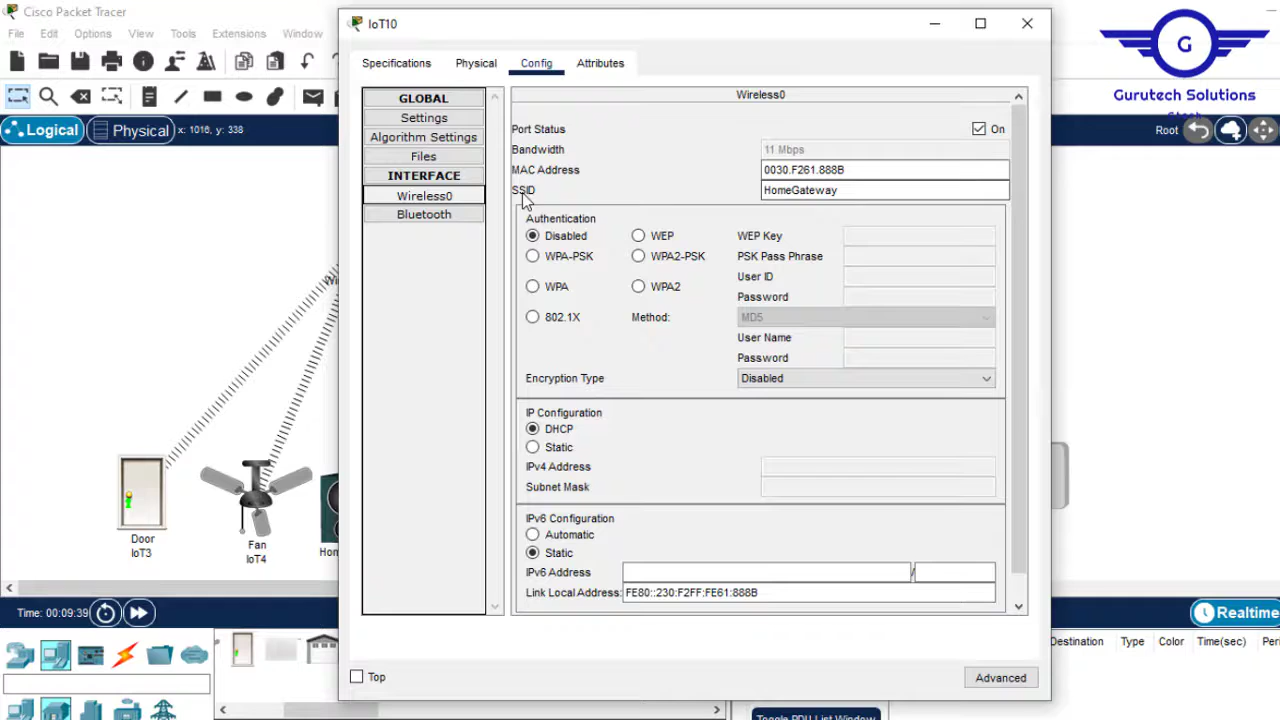 Cisco Packet Tracer
File Edit Options View Tools Extensions Window
Logical Physical x: 1016, y: 338
IoT10
Specifications Physical Config Attributes
GLOBAL
Settings
Algorithm Settings
Files
INTERFACE
Wireless0
Bluetooth
Wireless0
Port Status On
Bandwidth 11 Mbps
MAC Address 0030.F261.888B
SSID HomeGateway
Authentication
Disabled WEP WEP Key
WPA-PSK WPA2-PSK PSK Pass Phrase
User ID
WPA WPA2
Password
802.1X Method: MD5
User Name
Password
Encryption Type Disabled
IP Configuration
DHCP
Static
IPv4 Address
Subnet Mask
IPv6 Configuration
Automatic
Static
IPv6 Address /
Link Local Address: FE80::230:F2FF:FE61:888B
Top Advanced
G
Gurutech Solutions
Root
Door
IoT3
Fan
IoT4
Time: 00:09:39
Realtime
Destination Type Color Time(sec)
Toggle PDU List Window